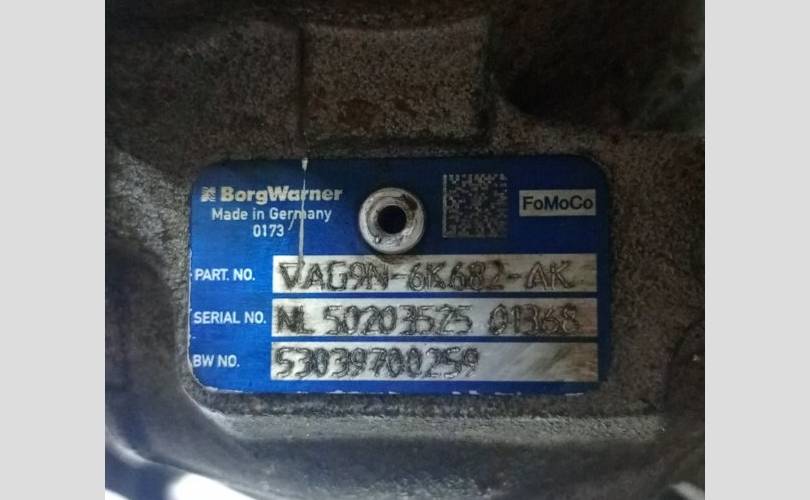 BorgWarner
Made in Germany
0173
FoMoCo
PART. NO. VAG9N-6K682-AK
SERIAL NO. NL 50203525 01368
BW NO. 53039700259